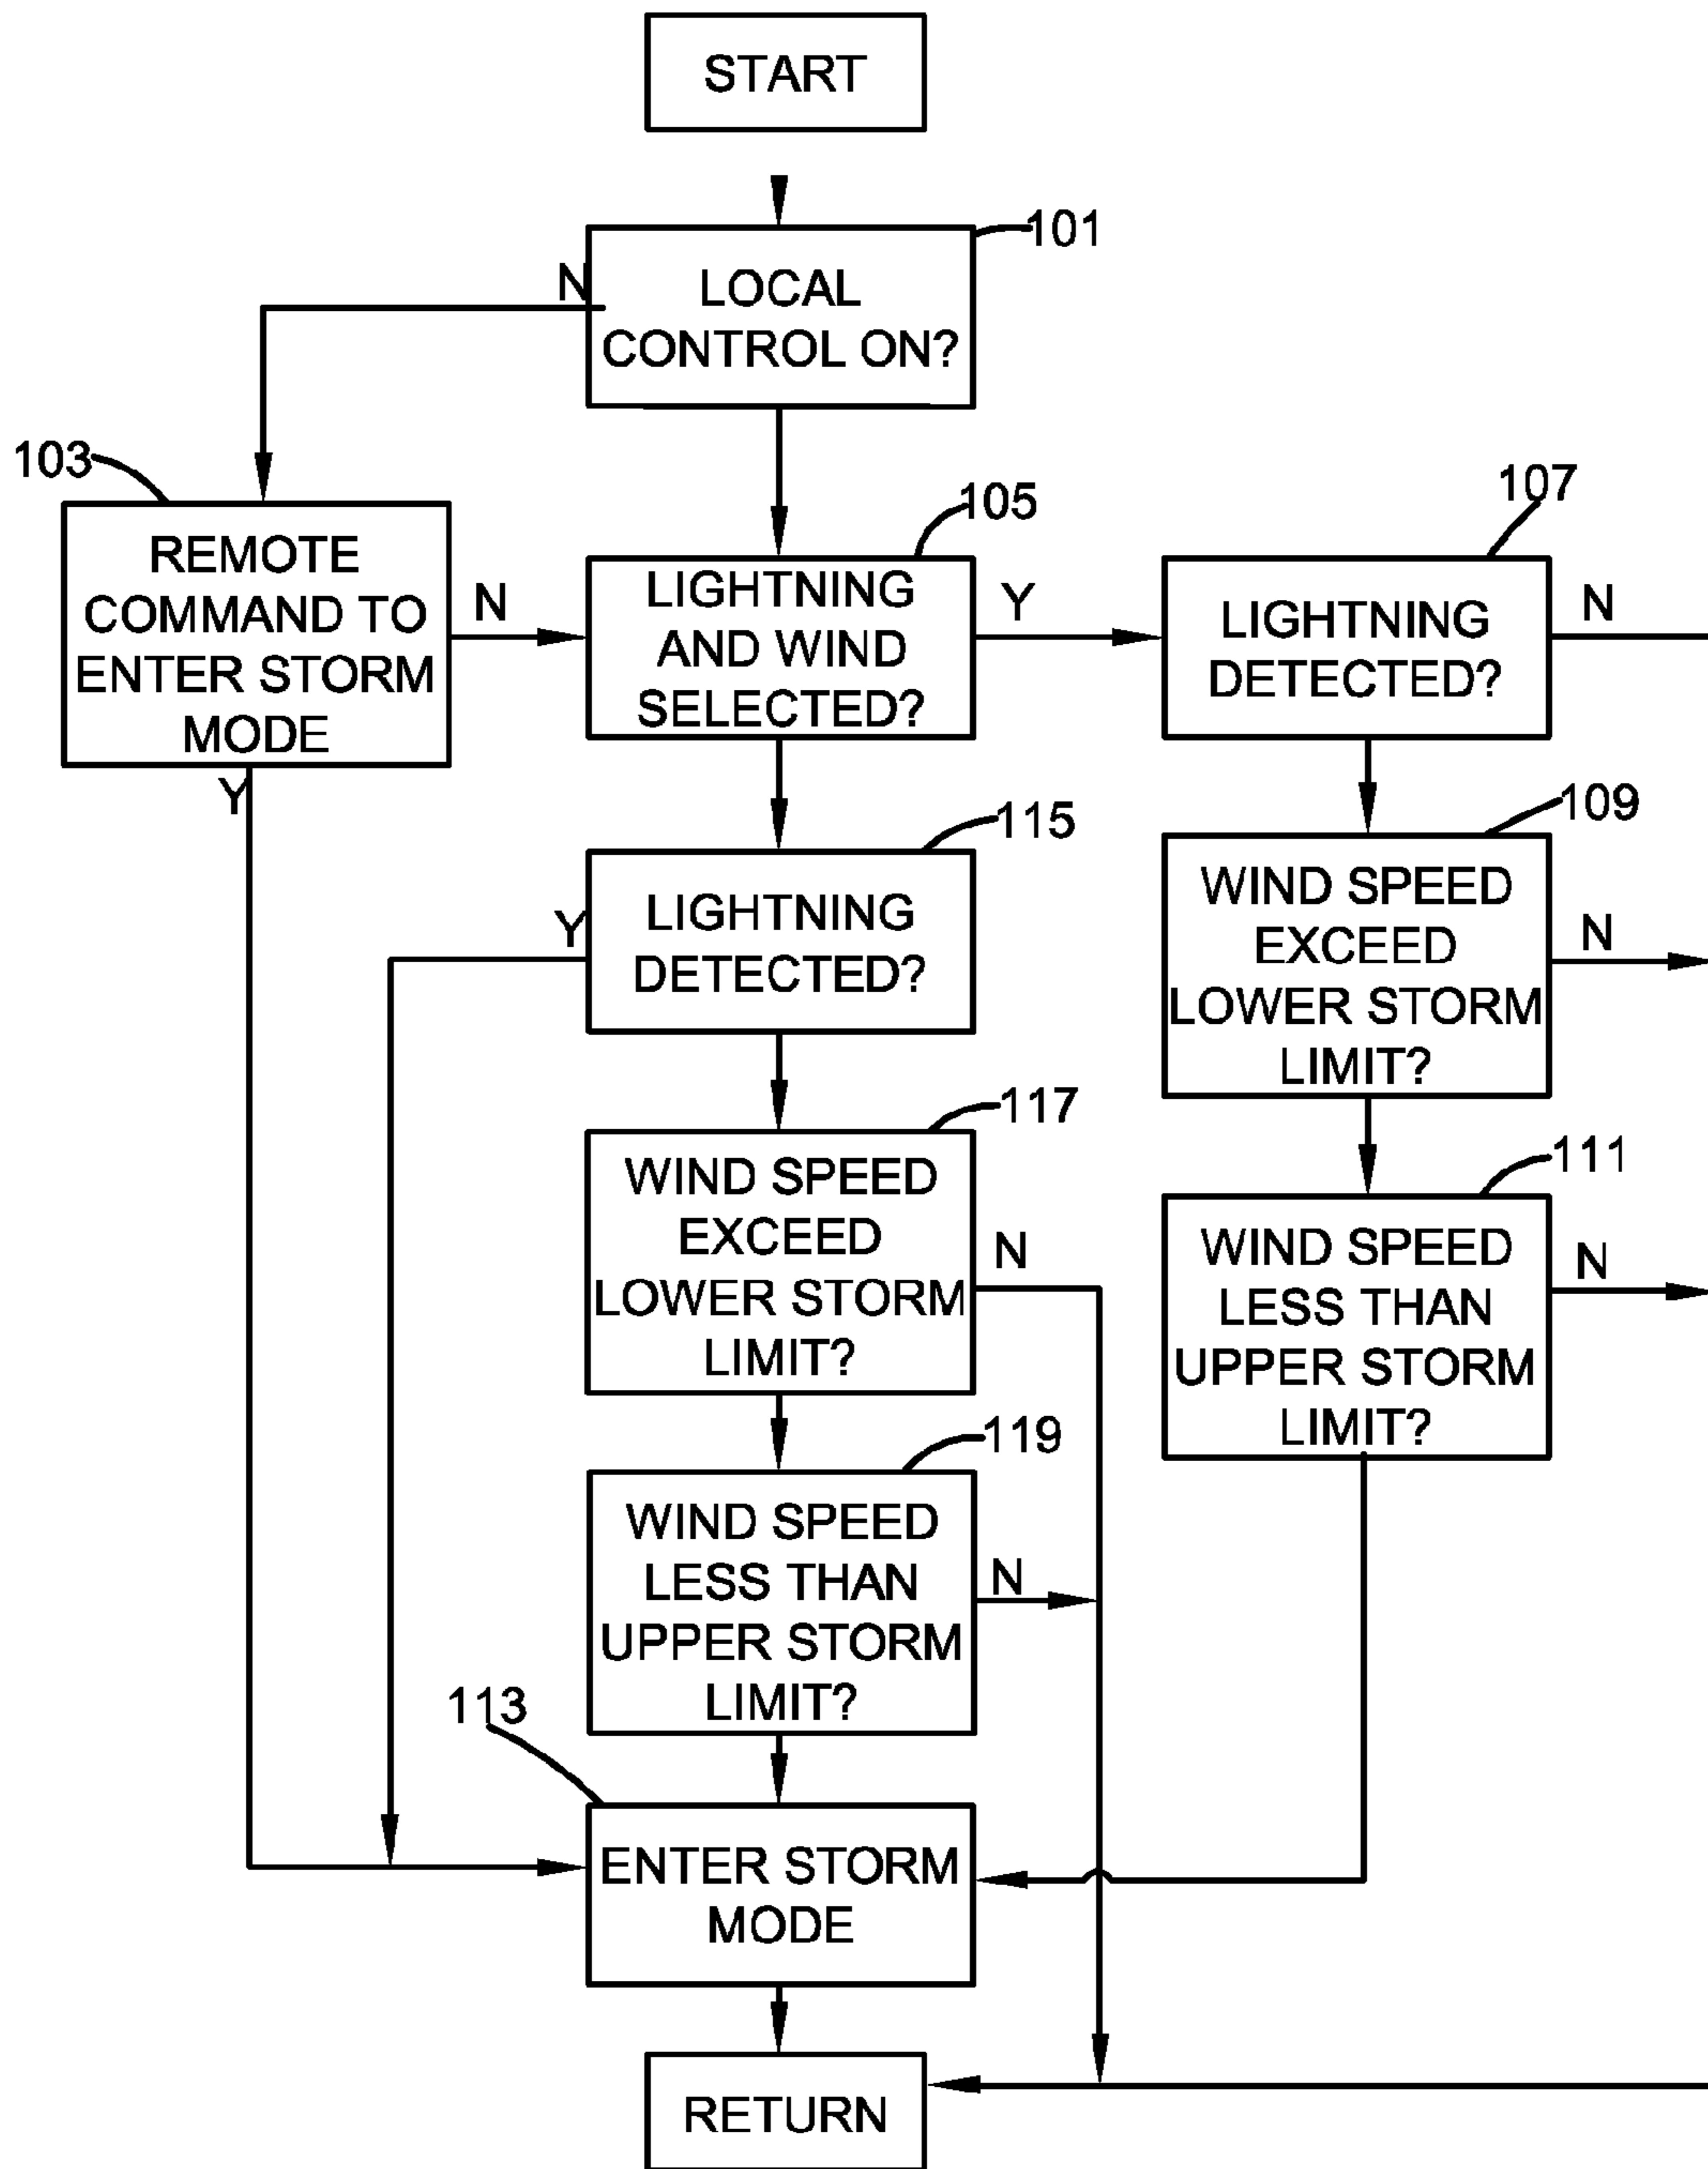 START
101
N
LOCAL
CONTROL ON?
103
REMOTE
COMMAND TO
ENTER STORM
MODE
N
Y
105
LIGHTNING
AND WIND
SELECTED?
Y
107
LIGHTNING
DETECTED?
N
109
WIND SPEED
EXCEED
LOWER STORM
LIMIT?
N
111
WIND SPEED
LESS THAN
UPPER STORM
LIMIT?
N
115
Y
LIGHTNING
DETECTED?
117
WIND SPEED
EXCEED
LOWER STORM
LIMIT?
N
119
WIND SPEED
LESS THAN
UPPER STORM
LIMIT?
N
113
ENTER STORM
MODE
RETURN